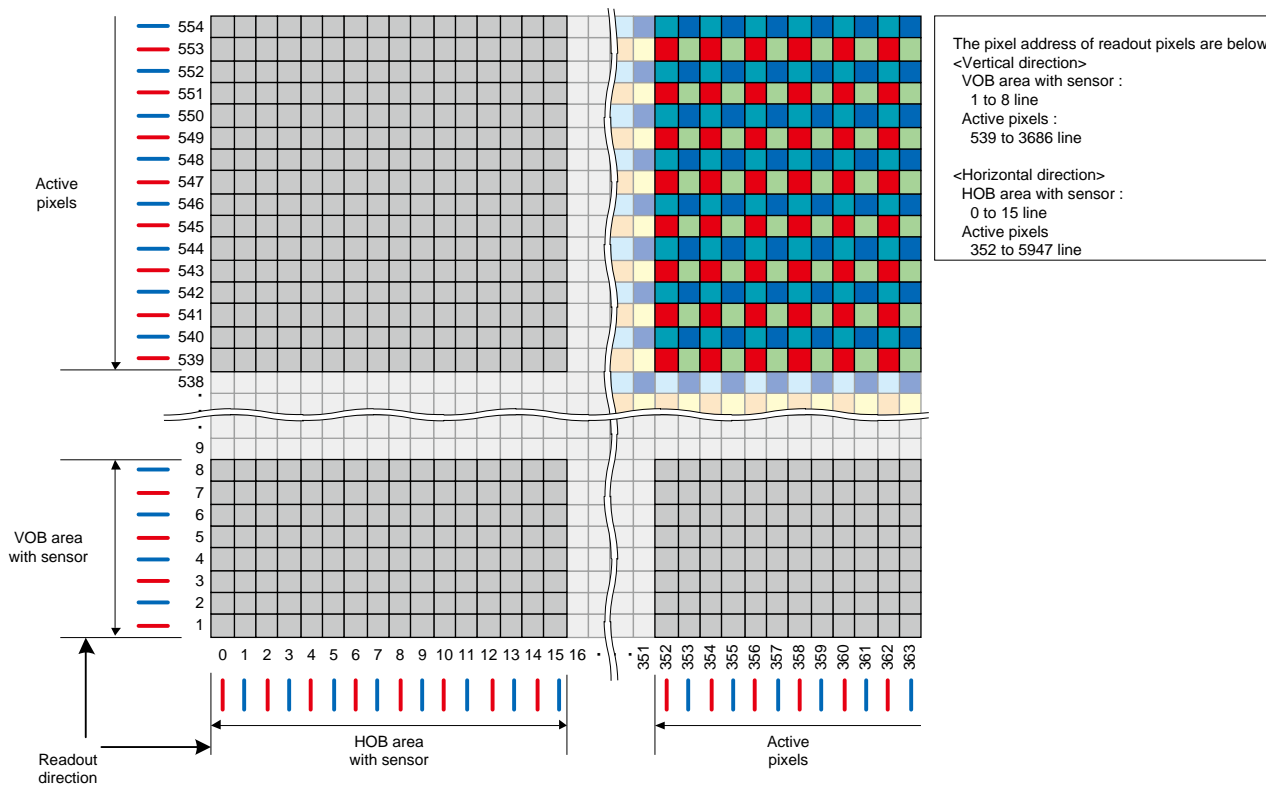 554
553
552
551
550
549
548
547
546
545
544
543
542
541
540
539
538
.
.
.
9
8
7
6
5
4
3
2
1
Active
pixels
VOB area
with sensor
0 1 2 3 4 5 6 7 8 9 10 11 12 13 14 15 16 · · · 351 352 353 354 355 356 357 358 359 360 361 362 363
HOB area
with sensor
Active
pixels
Readout
direction
The pixel address of readout pixels are below
<Vertical direction>
VOB area with sensor :
1 to 8 line
Active pixels :
539 to 3686 line
<Horizontal direction>
HOB area with sensor :
0 to 15 line
Active pixels
352 to 5947 line